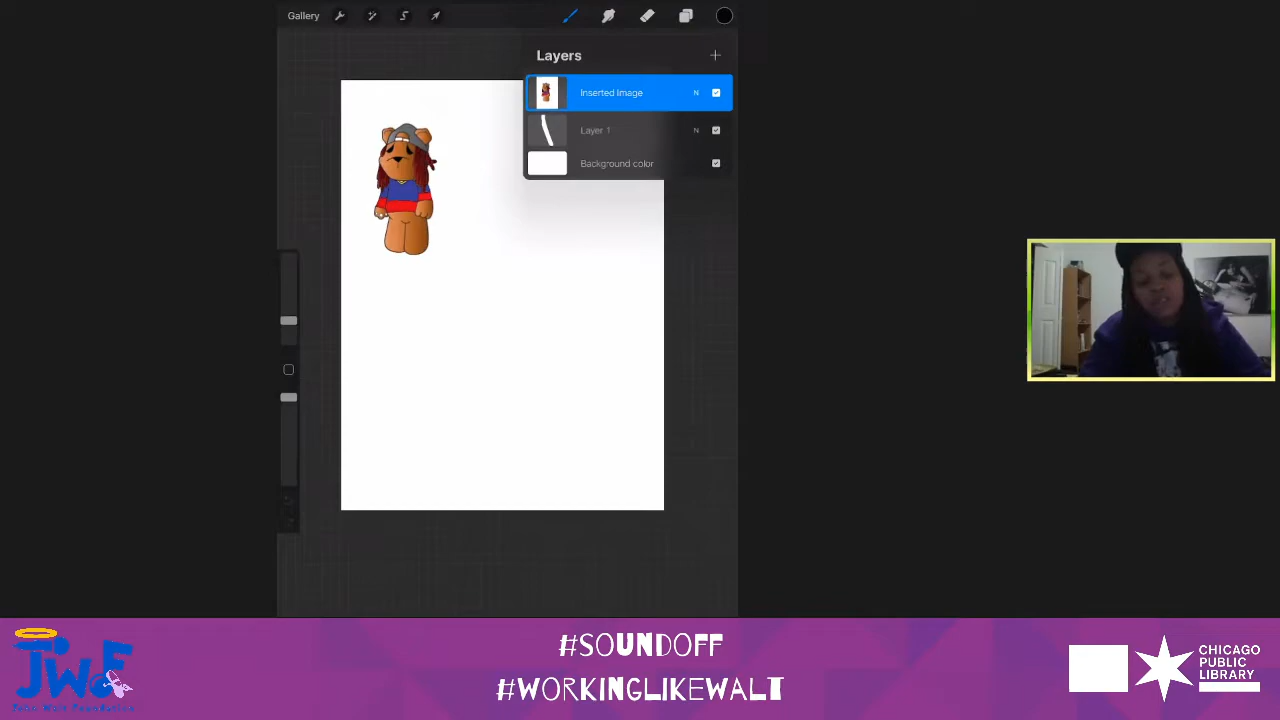 Gallery
Layers
Inserted Image N
Layer 1 N
Background color
#SOUNDOFF
#WORKINGLIKEWALT
JWF
CHICAGO
PUBLIC
LIBRARY